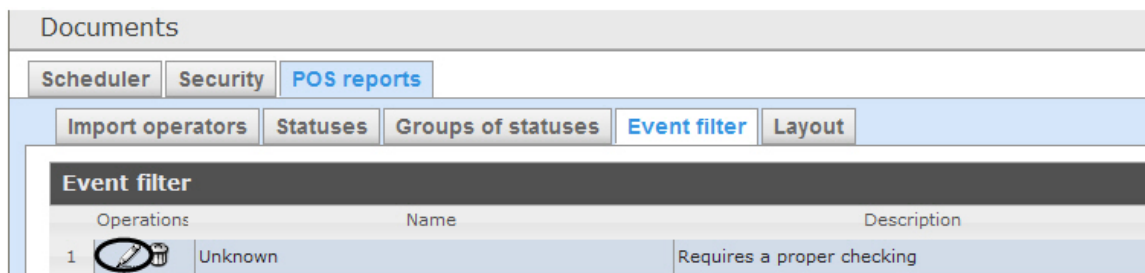 Documents
Scheduler Security POS reports
Import operators Statuses Groups of statuses Event filter Layout
Event filter
Operations Name Description
1 Unknown Requires a proper checking